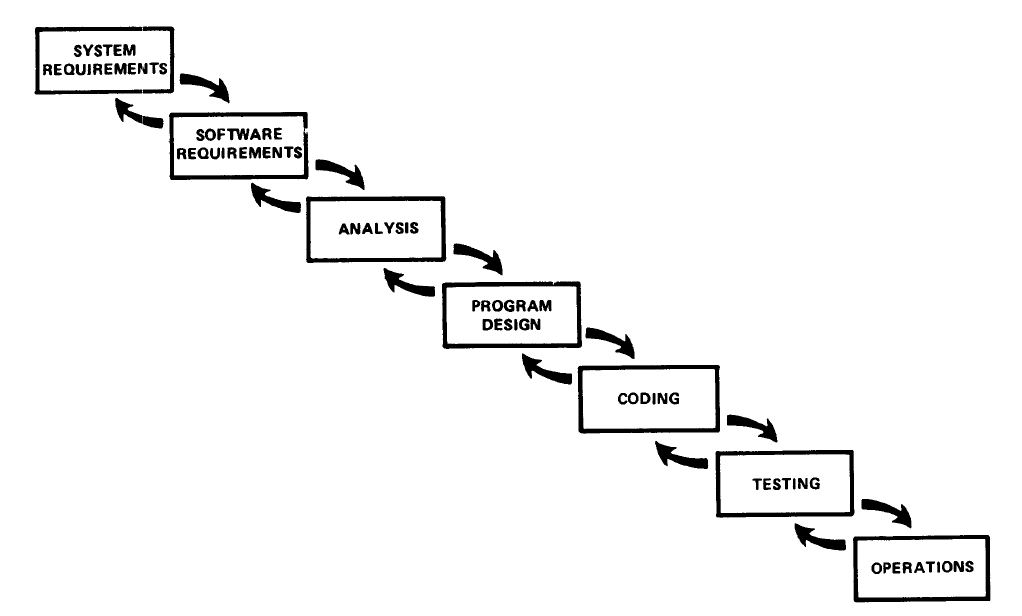 SYSTEM
REQUIREMENTS
SOFTWARE
REQUIREMENTS
ANALYSIS
PROGRAM
DESIGN
CODING
TESTING
OPERATIONS